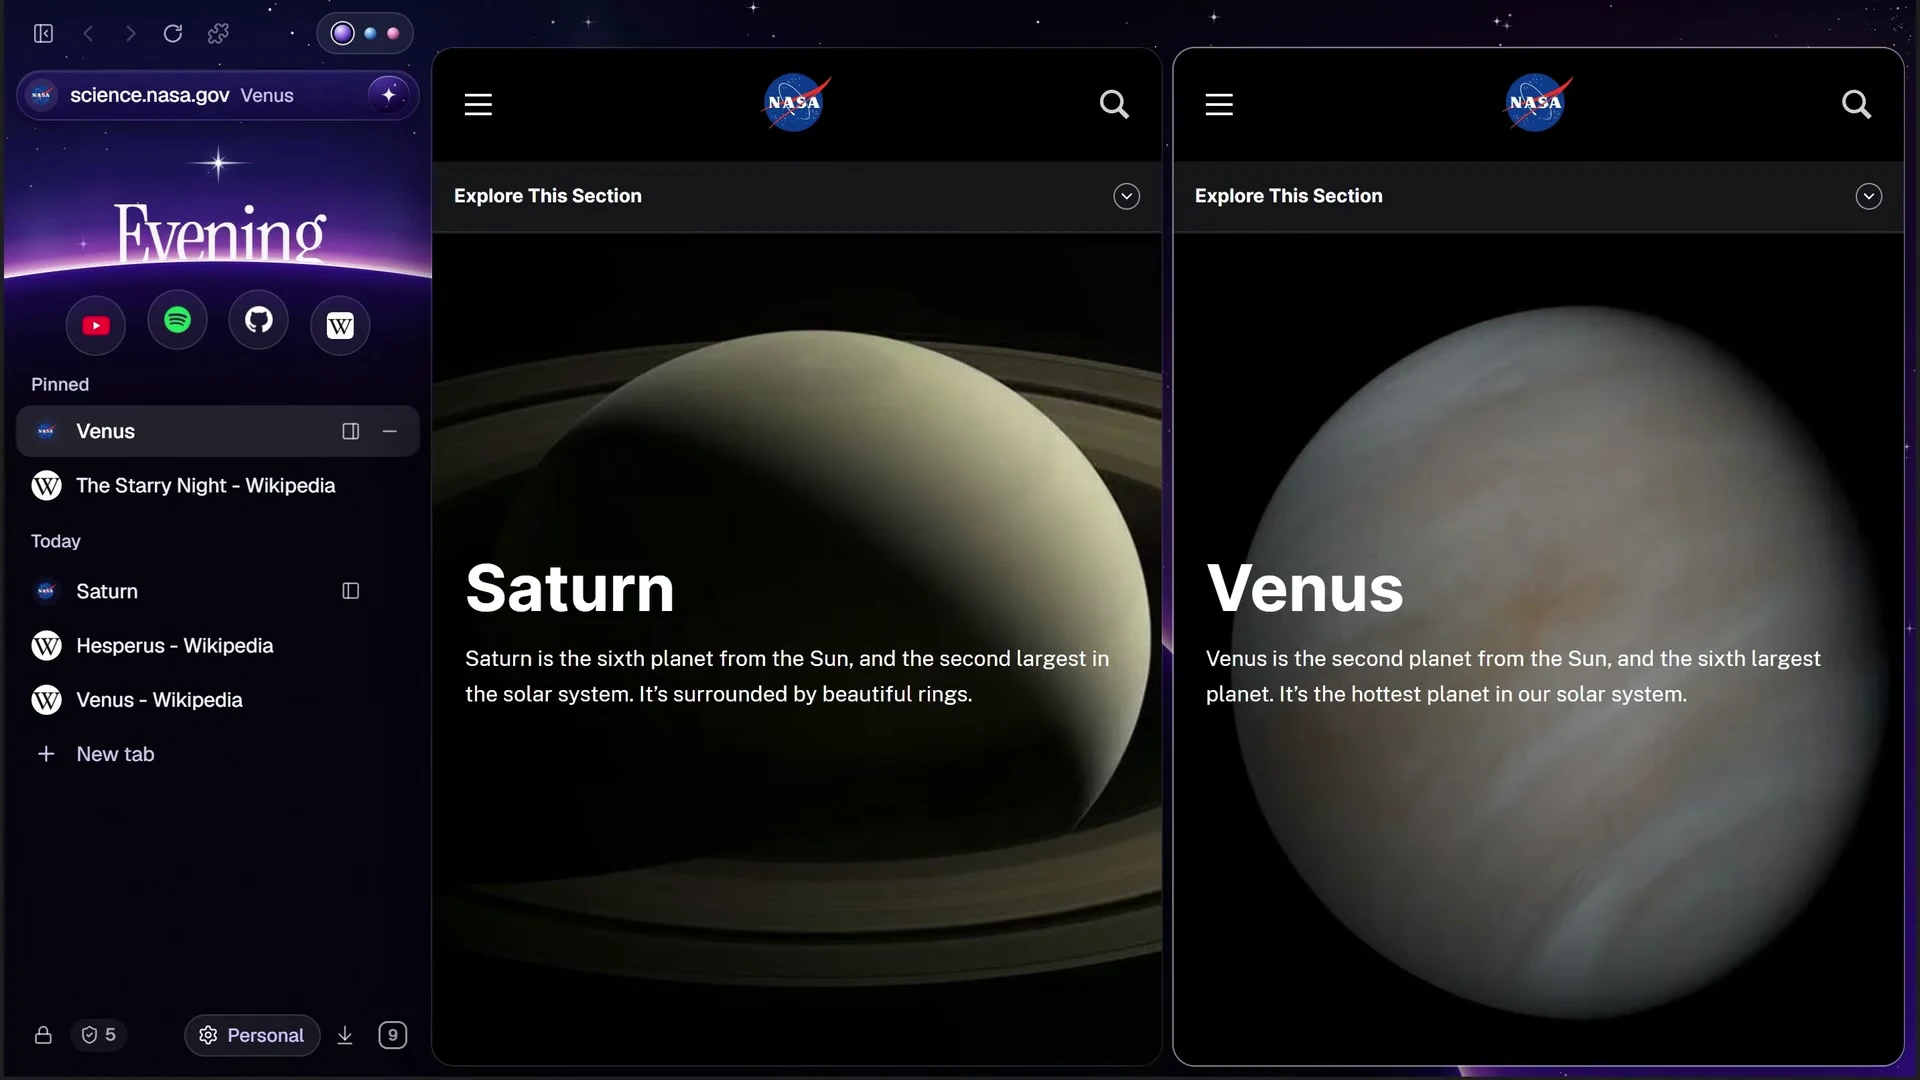 science.nasa.gov Venus
Evening
Pinned
Venus
The Starry Night - Wikipedia
Today
Saturn
Hesperus - Wikipedia
Venus - Wikipedia
New tab
5
Personal
9
NASA
Explore This Section
Saturn
Saturn is the sixth planet from the Sun, and the second largest in
the solar system. It’s surrounded by beautiful rings.
NASA
Explore This Section
Venus
Venus is the second planet from the Sun, and the sixth largest
planet. It’s the hottest planet in our solar system.